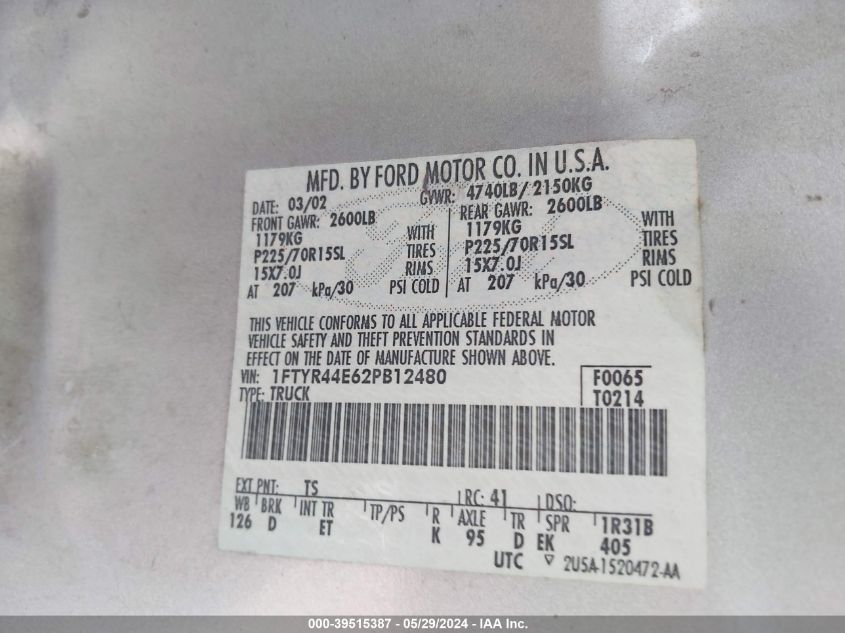 MFD. BY FORD MOTOR CO. IN U.S.A.
DATE: 03/02 GVWR: 4740LB/ 2150KG
FRONT GAWR: 2600LB REAR GAWR: 2600LB
1179KG WITH 1179KG WITH
P225/70R15SL TIRES P225/70R15SL TIRES
15X7.0J RIMS 15X7.0J RIMS
AT 207 kPa/30 PSI COLD AT 207 kPa/30 PSI COLD
THIS VEHICLE CONFORMS TO ALL APPLICABLE FEDERAL MOTOR
VEHICLE SAFETY AND THEFT PREVENTION STANDARDS IN
EFFECT ON THE DATE OF MANUFACTURE SHOWN ABOVE.
VIN: 1FTYR44E62PB12480 F0065
TYPE: TRUCK T0214
EXT PNT: TS RC: 41 DSO:
WB BRK INT TR TP/PS R AXLE TR SPR 1R31B
126 D ET K 95 D EK 405
UTC ▽ 2U5A-1520472-AA
000-39515387 - 05/29/2024 - IAA Inc.